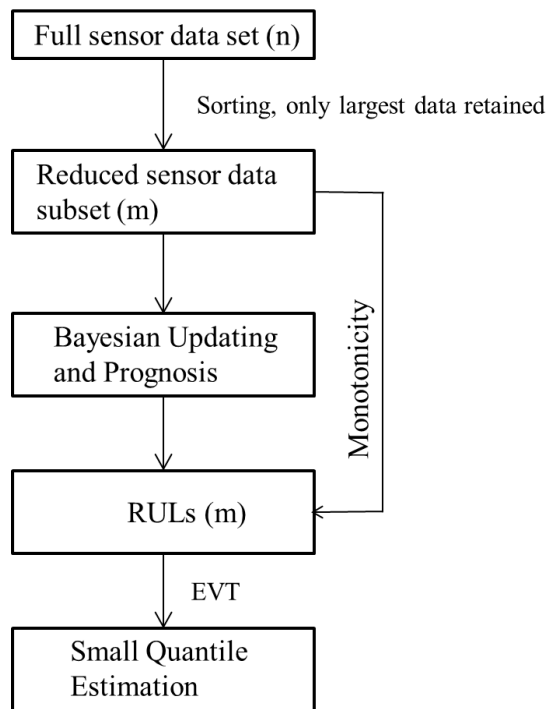 Full sensor data set (n)
Sorting, only largest data retained
Reduced sensor data
subset (m)
Monotonicity
Bayesian Updating
and Prognosis
RULs (m)
EVT
Small Quantile
Estimation